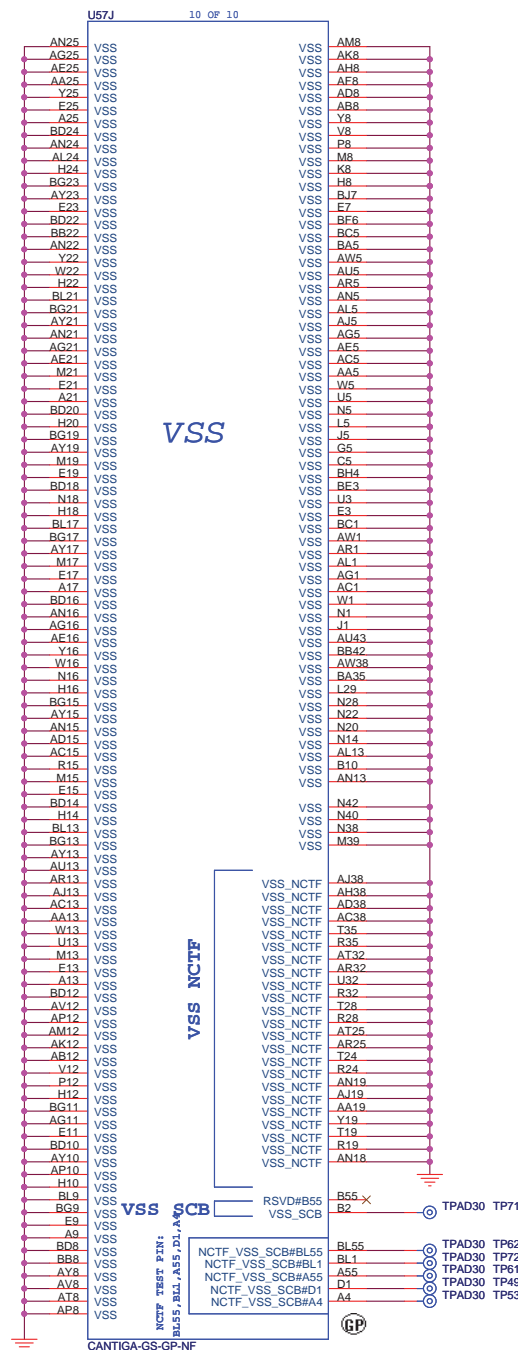 U57J 10 OF 10
AN25 VSS VSS AM8
AG25 VSS VSS AK8
AE25 VSS VSS AH8
AA25 VSS VSS AF8
Y25 VSS VSS AD8
E25 VSS VSS AB8
A25 VSS VSS Y8
BD24 VSS VSS V8
AN24 VSS VSS P8
AL24 VSS VSS M8
H24 VSS VSS K8
BG23 VSS VSS H8
AY23 VSS VSS BJ7
E23 VSS VSS E7
BD22 VSS VSS BF6
BB22 VSS VSS BC5
AN22 VSS VSS BA5
Y22 VSS VSS AW5
W22 VSS VSS AU5
H22 VSS VSS AR5
BL21 VSS VSS AN5
BG21 VSS VSS AL5
AY21 VSS VSS AJ5
AN21 VSS VSS AG5
AG21 VSS VSS AE5
AE21 VSS VSS AC5
M21 VSS VSS AA5
E21 VSS VSS W5
A21 VSS VSS U5
BD20 VSS VSS N5
H20 VSS VSS L5
VSS
BG19 VSS VSS J5
AY19 VSS VSS G5
M19 VSS VSS C5
E19 VSS VSS BH4
BD18 VSS VSS BE3
N18 VSS VSS U3
H18 VSS VSS E3
BL17 VSS VSS BC1
BG17 VSS VSS AW1
AY17 VSS VSS AR1
M17 VSS VSS AL1
E17 VSS VSS AG1
A17 VSS VSS AC1
BD16 VSS VSS W1
AN16 VSS VSS N1
AG16 VSS VSS J1
AE16 VSS VSS AU43
Y16 VSS VSS BB42
W16 VSS VSS AW38
N16 VSS VSS BA35
H16 VSS VSS L29
BG15 VSS VSS N28
AY15 VSS VSS N22
AN15 VSS VSS N20
AD15 VSS VSS N14
AC15 VSS VSS AL13
R15 VSS VSS B10
M15 VSS VSS AN13
E15 VSS
BD14 VSS VSS N42
H14 VSS VSS N40
BL13 VSS VSS N38
BG13 VSS VSS M39
AY13 VSS
AU13 VSS
AR13 VSS VSS_NCTF AJ38
AJ13 VSS VSS_NCTF AH38
AC13 VSS VSS_NCTF AD38
AA13 VSS VSS_NCTF AC38
W13 VSS VSS_NCTF T35
U13 VSS VSS_NCTF R35
M13 VSS VSS_NCTF AT32
E13 VSS VSS_NCTF AR32
A13 VSS VSS_NCTF U32
BD12 VSS VSS_NCTF R32
AV12 VSS VSS_NCTF T28
AP12 VSS VSS_NCTF R28
AM12 VSS VSS_NCTF AT25
AK12 VSS VSS_NCTF AR25
AB12 VSS VSS_NCTF T24
V12 VSS VSS_NCTF R24
P12 VSS VSS_NCTF AN19
H12 VSS VSS_NCTF AJ19
BG11 VSS VSS_NCTF AA19
AG11 VSS VSS_NCTF Y19
E11 VSS VSS_NCTF T19
BD10 VSS VSS_NCTF R19
AY10 VSS VSS_NCTF AN18
VSS NCTF
AP10 VSS
H10 VSS
BL9 VSS RSVD#B55 B55
BG9 VSS VSS SCB VSS_SCB B2 TPAD30 TP71
E9 VSS
A9 VSS
BD8 VSS NCTF_VSS_SCB#BL55 BL55 TPAD30 TP62
BB8 VSS NCTF_VSS_SCB#BL1 BL1 TPAD30 TP72
AY8 VSS NCTF_VSS_SCB#A55 A55 TPAD30 TP61
AV8 VSS NCTF_VSS_SCB#D1 D1 TPAD30 TP49
AT8 VSS NCTF_VSS_SCB#A4 A4 TPAD30 TP53
AP8 VSS
NCTF TEST PIN:
BL55,BL1,A55,D1,A4
GP
CANTIGA-GS-GP-NF